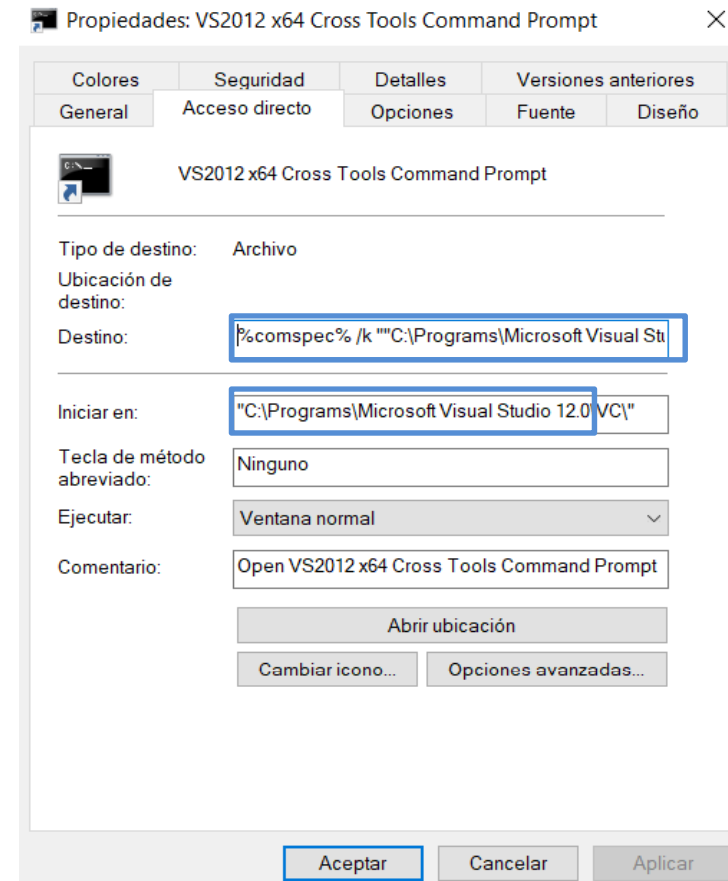 Propiedades: VS2012 x64 Cross Tools Command Prompt
Colores Seguridad Detalles Versiones anteriores
General Acceso directo Opciones Fuente Diseño
VS2012 x64 Cross Tools Command Prompt
Tipo de destino: Archivo
Ubicación de
destino:
Destino: %comspec% /k ""C:\Programs\Microsoft Visual
Iniciar en: "C:\Programs\Microsoft Visual Studio 12.0\VC\"
Tecla de método
abreviado: Ninguno
Ejecutar: Ventana normal
Comentario: Open VS2012 x64 Cross Tools Command Prompt
Abrir ubicación
Cambiar icono... Opciones avanzadas...
Aceptar Cancelar Aplicar